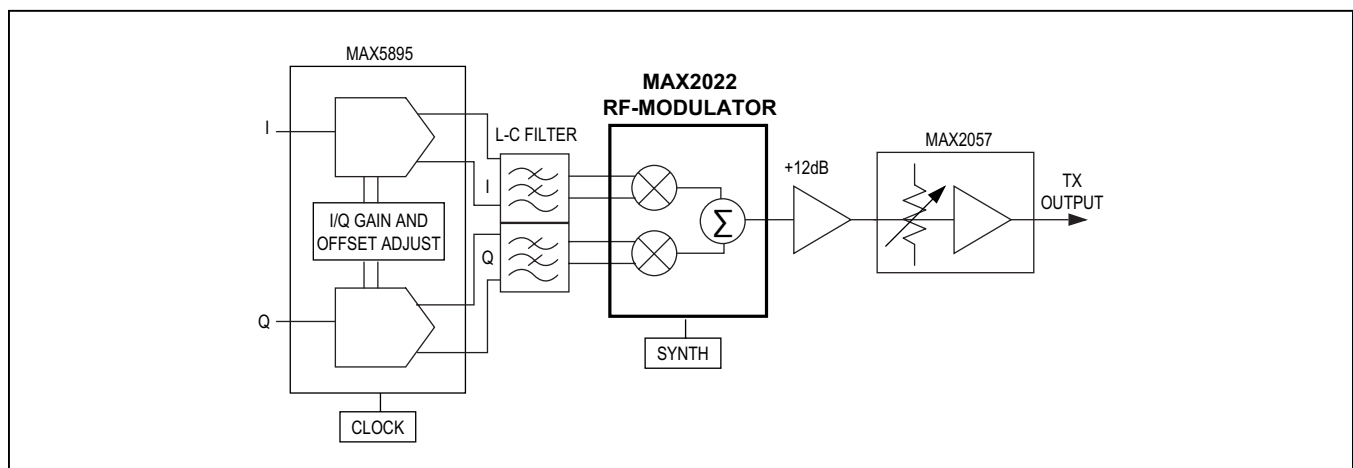 MAX5895
I
I/Q GAIN AND
OFFSET ADJUST
Q
CLOCK
L-C FILTER
I
Q
MAX2022
RF-MODULATOR
Σ
SYNTH
+12dB
MAX2057
TX
OUTPUT